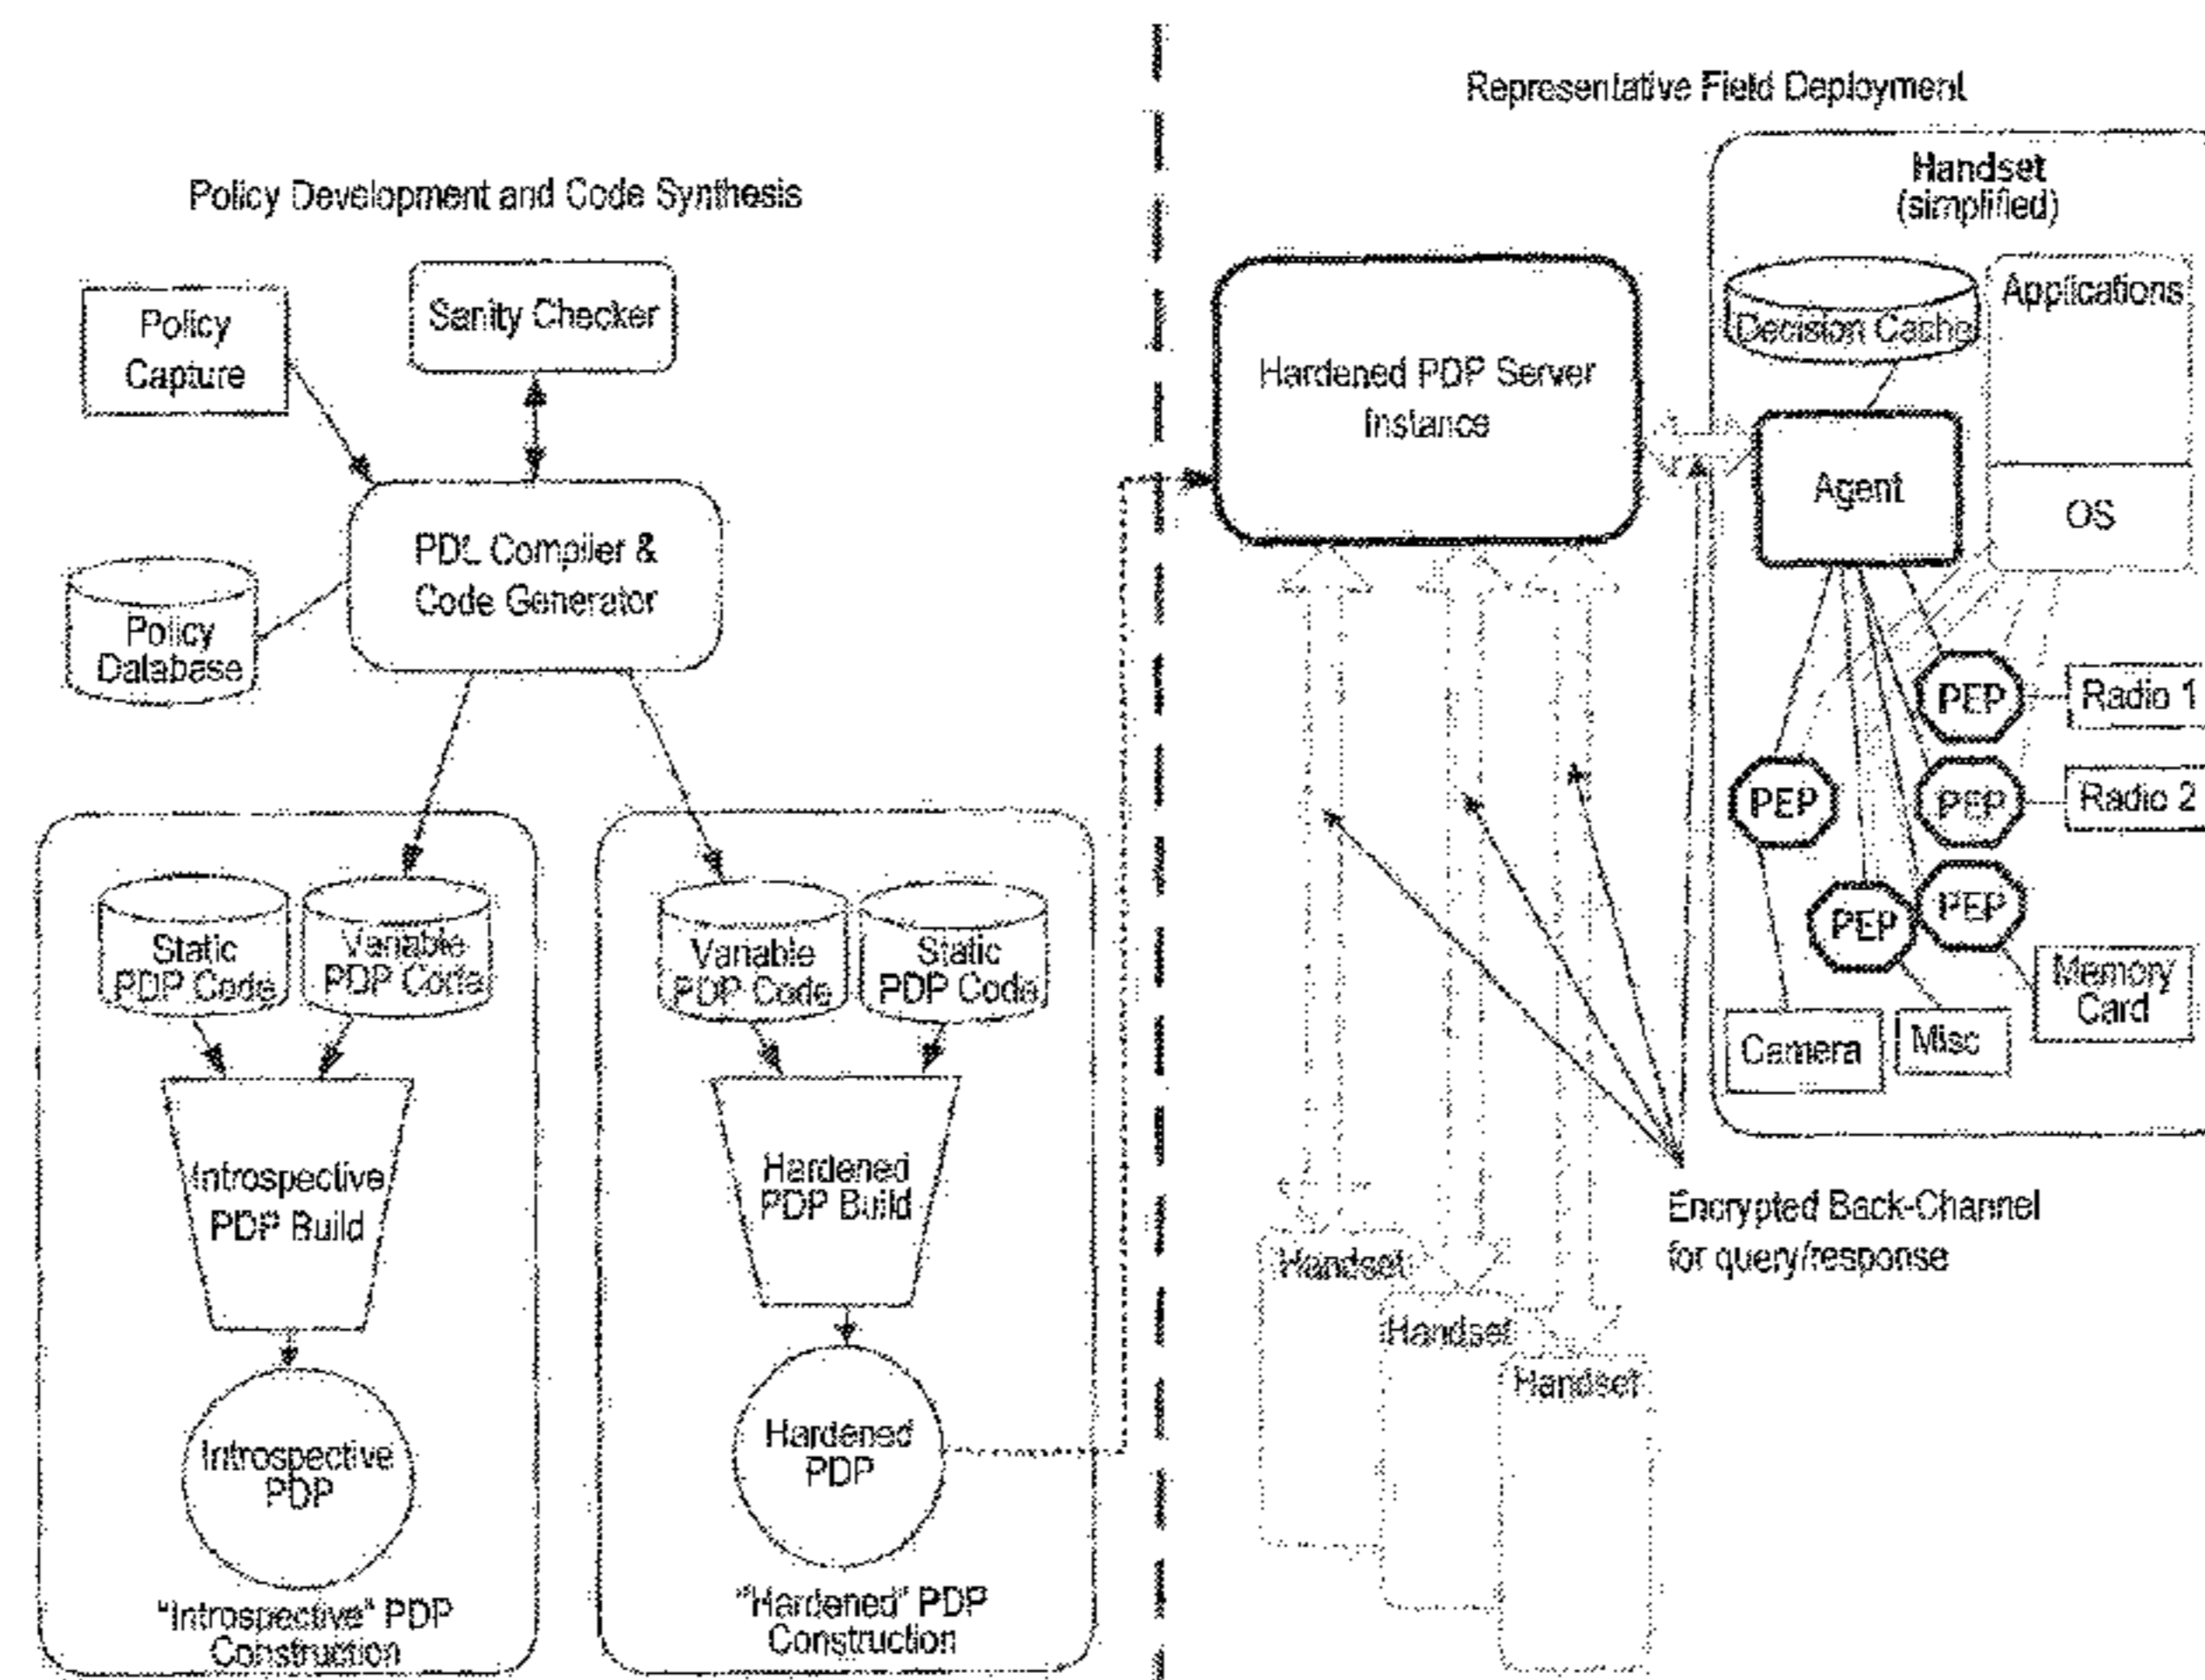 Representative Field Deployment
Policy Development and Code Synthesis
Policy
Capture
Sanity Checker
PDL Compiler &
Code Generator
Policy
Database
Static
PDP Code
Variable
PDP Code
Introspective
PDP Build
Introspective
PDP
"Introspective" PDP
Construction
Variable
PDP Code
Static
PDP Code
Hardened
PDP Build
Hardened
PDP
"Hardened" PDP
Construction
Hardened PDP Server
Instance
Handset
(simplified)
Decision Cache
Applications
Agent
OS
PEP
Radio 1
PEP
PEP
Radio 2
PEP
PEP
Memory
Card
Camera
Misc
Encrypted Back-Channel
for query/response
Handset
Handset
Handset